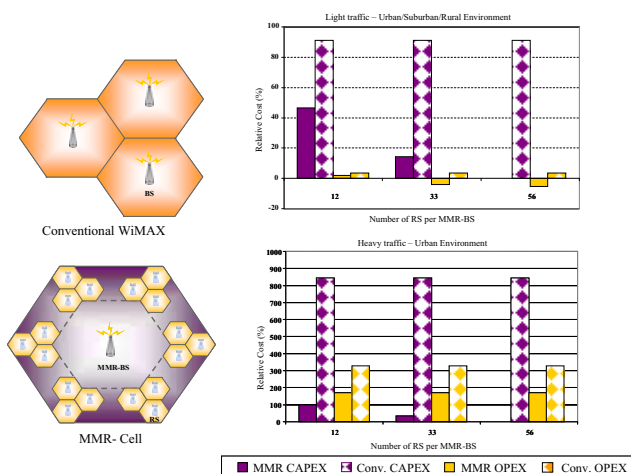 BS
Conventional WiMAX
MMR-BS
RS
MMR- Cell
Light traffic – Urban/Suburban/Rural Environment
Relative Cost (%)
100
80
60
40
20
0
-20
12 33 56
Number of RS per MMR-BS
Heavy traffic – Urban Environment
Relative Cost (%)
1000
900
800
700
600
500
400
300
200
100
0
12 33 56
Number of RS per MMR-BS
MMR CAPEX Conv. CAPEX MMR OPEX Conv. OPEX